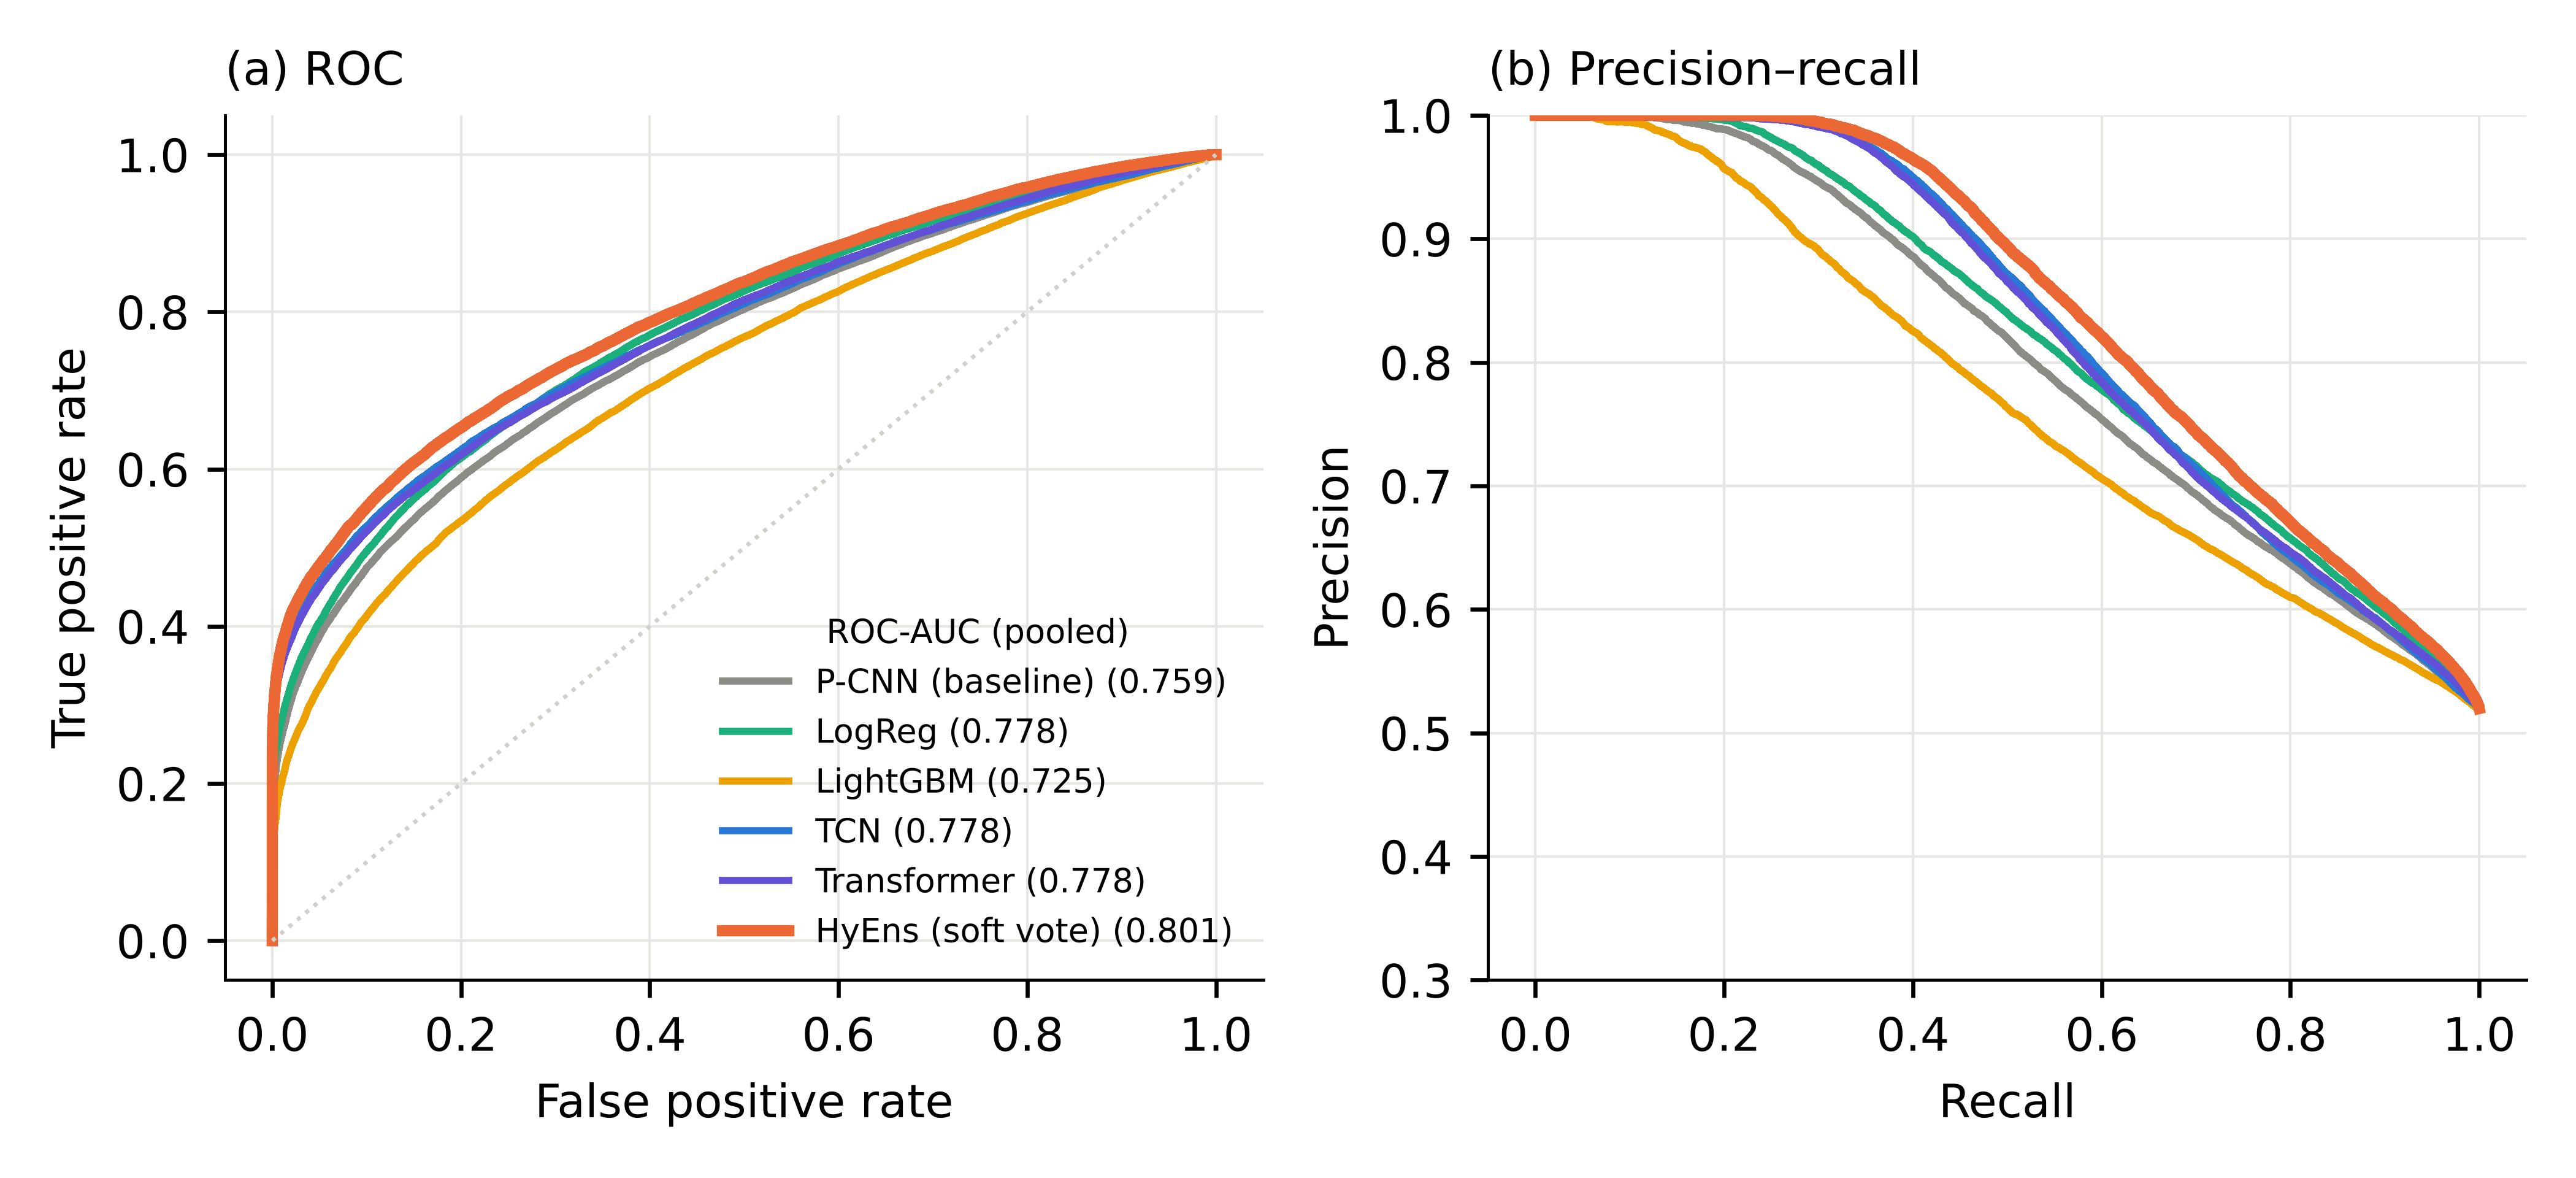 (a) ROC
1.0
0.8
0.6
0.4
0.2
0.0
True positive rate
0.0 0.2 0.4 0.6 0.8 1.0
False positive rate
ROC-AUC (pooled)
P-CNN (baseline) (0.759)
LogReg (0.778)
LightGBM (0.725)
TCN (0.778)
Transformer (0.778)
HyEns (soft vote) (0.801)
(b) Precision–recall
1.0
0.9
0.8
0.7
0.6
0.5
0.4
0.3
Precision
0.0 0.2 0.4 0.6 0.8 1.0
Recall